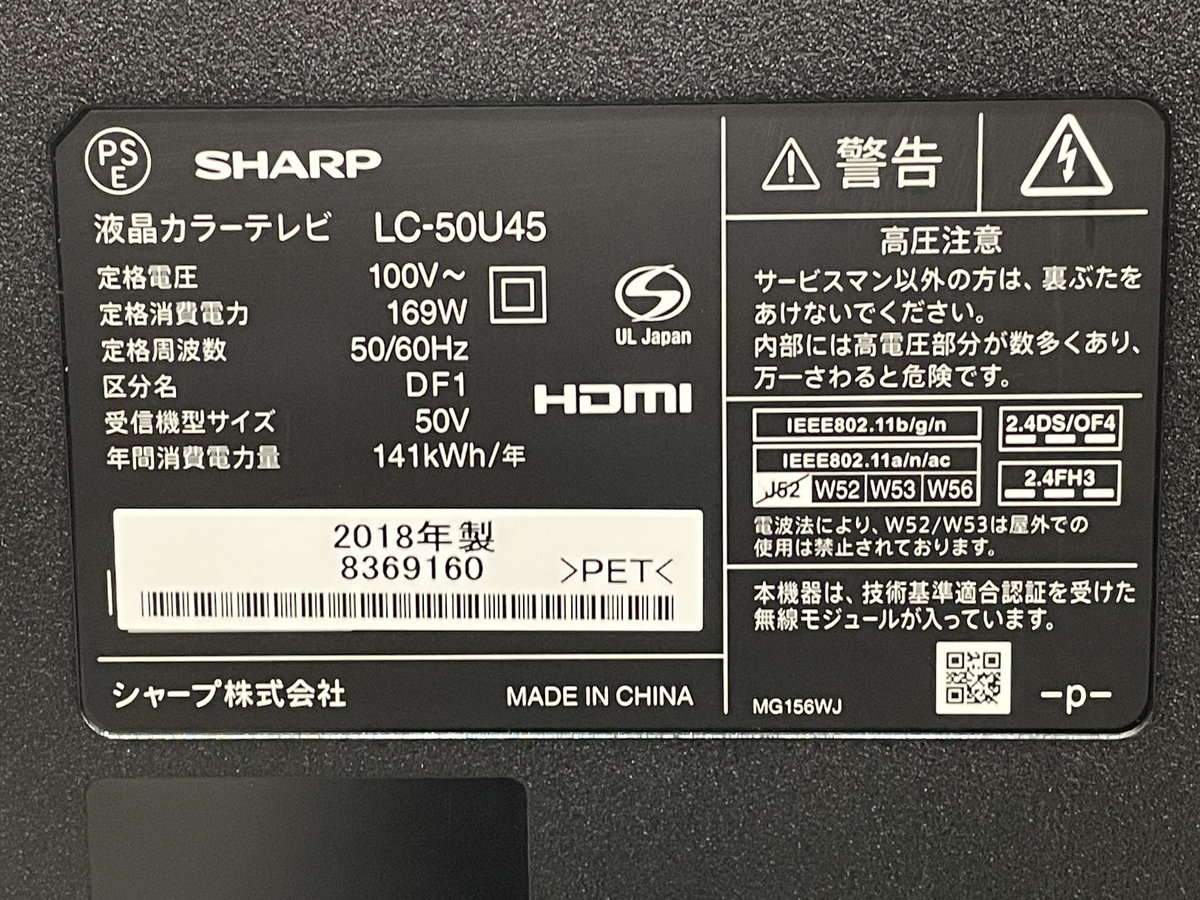 PSE
SHARP
液晶カラーテレビ LC-50U45
定格電圧 100V～
定格消費電力 169W
定格周波数 50/60Hz
区分名 DF1
受信機型サイズ 50V
年間消費電力量 141kWh/年
UL Japan
HDMI
2018年製
8369160
>PET<
シャープ株式会社 MADE IN CHINA
警告
高圧注意
サービスマン以外の方は、裏ぶたを
あけないでください。
内部には高電圧部分が数多くあり、
万一さわると危険です。
IEEE802.11b/g/n
IEEE802.11a/n/ac
J52 W52 W53 W56
2.4DS/OF4
2.4FH3
電波法により、W52/W53は屋外での
使用は禁止されております。
本機器は、技術基準適合認証を受けた
無線モジュールが入っています。
MG156WJ
-p-